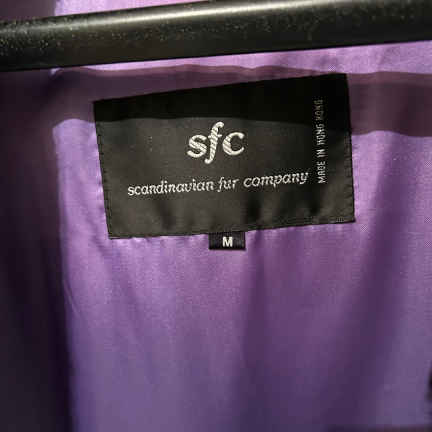 sfc
scandinavian fur company
MADE IN HONG KONG
M